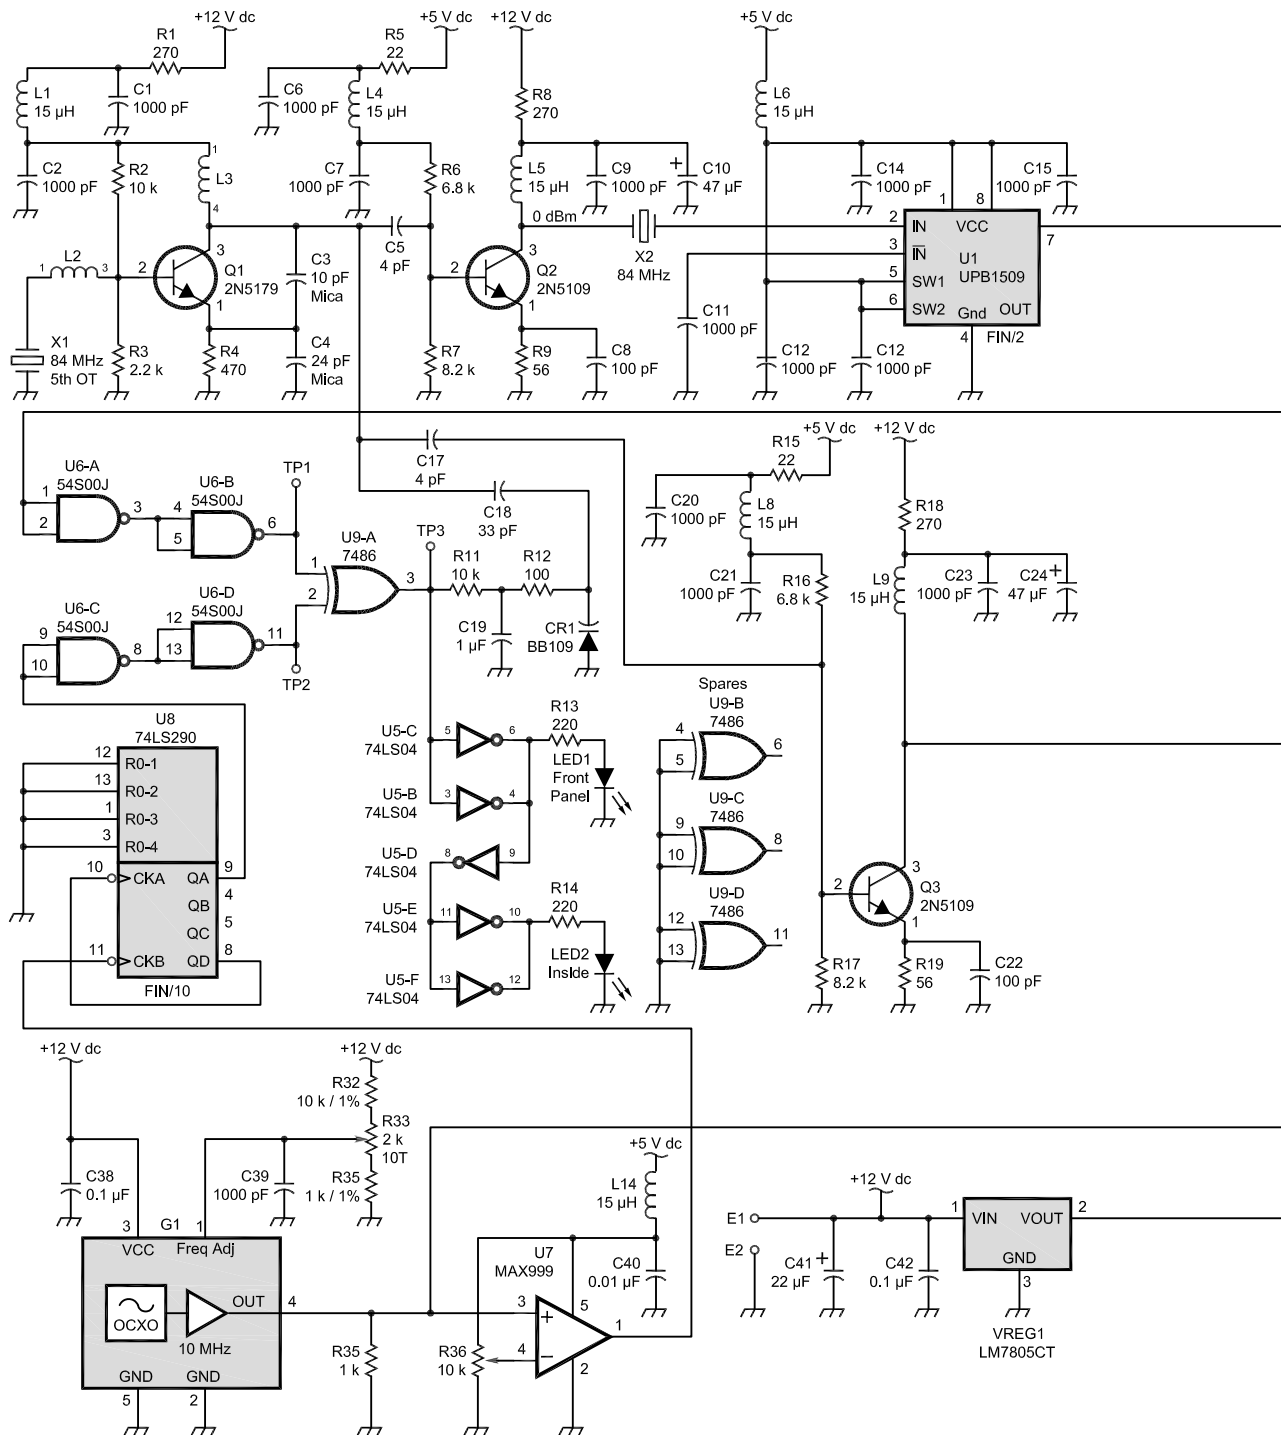 +12 V dc
R1
270
L1
15 µH
C1
1000 pF
C2
1000 pF
R2
10 k
1
L3
4
L2
1
3
2
3
Q1
2N5179
1
X1
84 MHz
5th OT
R3
2.2 k
R4
470
C3
10 pF
Mica
C4
24 pF
Mica
+5 V dc
R5
22
C6
1000 pF
L4
15 µH
C7
1000 pF
R6
6.8 k
C5
4 pF
R7
8.2 k
+12 V dc
R8
270
L5
15 µH
C9
1000 pF
+
C10
47 µF
0 dBm
2
3
Q2
2N5109
1
R9
56
C8
100 pF
X2
84 MHz
+5 V dc
L6
15 µH
C14
1000 pF
C15
1000 pF
1
8
2
IN
VCC
7
3
IN
U1
UPB1509
5
SW1
6
SW2
OUT
Gnd
4
FIN/2
C11
1000 pF
C12
1000 pF
C12
1000 pF
U6-A
54S00J
1
2
3
U6-B
54S00J
4
5
6
TP1
U6-C
54S00J
9
10
8
U6-D
54S00J
12
13
11
TP2
U9-A
7486
1
2
3
TP3
C17
4 pF
C18
33 pF
R11
10 k
R12
100
C19
1 µF
CR1
BB109
+5 V dc
R15
22
C20
1000 pF
L8
15 µH
C21
1000 pF
R16
6.8 k
+12 V dc
R18
270
L9
15 µH
C23
1000 pF
C24
+
47 µF
U8
74LS290
12
R0-1
13
R0-2
1
R0-3
3
R0-4
10
CKA
QA
9
QB
4
QC
5
11
CKB
QD
8
FIN/10
U5-C
74LS04
5
6
U5-B
74LS04
3
4
U5-D
74LS04
8
9
U5-E
74LS04
11
10
U5-F
74LS04
13
12
R13
220
LED1
Front
Panel
R14
220
LED2
Inside
Spares
U9-B
7486
4
5
6
U9-C
7486
9
10
8
U9-D
7486
12
13
11
2
3
Q3
2N5109
1
R17
8.2 k
R19
56
C22
100 pF
+12 V dc
C38
0.1 µF
+12 V dc
R32
10 k / 1%
R33
2 k
10T
C39
1000 pF
R35
1 k / 1%
3
G1
1
VCC
Freq Adj
OCXO
OUT
4
10 MHz
GND
GND
5
2
R35
1 k
R36
10 k
+5 V dc
L14
15 µH
C40
0.01 µF
U7
MAX999
3
+
4
−
5
1
2
E1
E2
+12 V dc
C41
+
22 µF
C42
0.1 µF
1
VIN
VOUT
2
GND
3
VREG1
LM7805CT